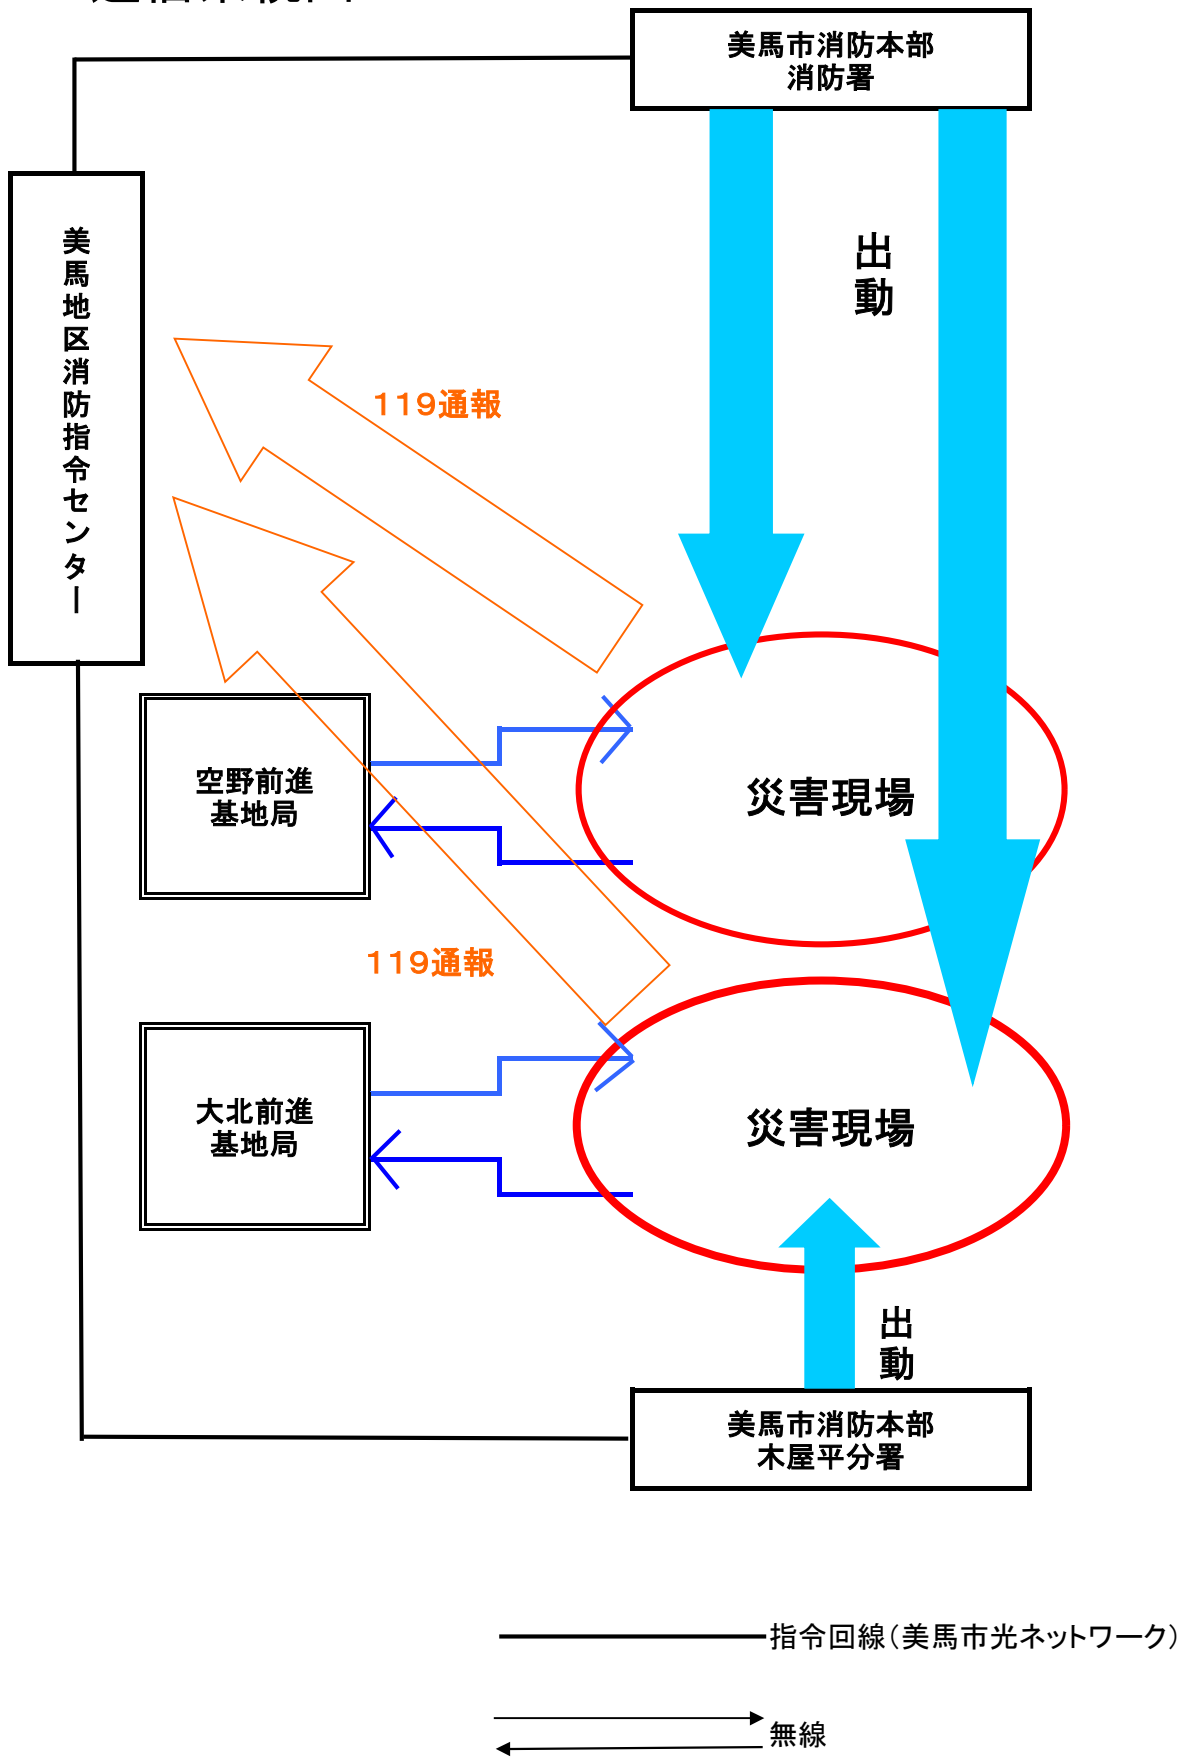 美馬市消防本部
消防署
出動
美馬地区消防指令センター
119通報
空野前進
基地局
災害現場
119通報
大北前進
基地局
災害現場
出動
美馬市消防本部
木屋平分署
指令回線（美馬市光ネットワーク）
無線